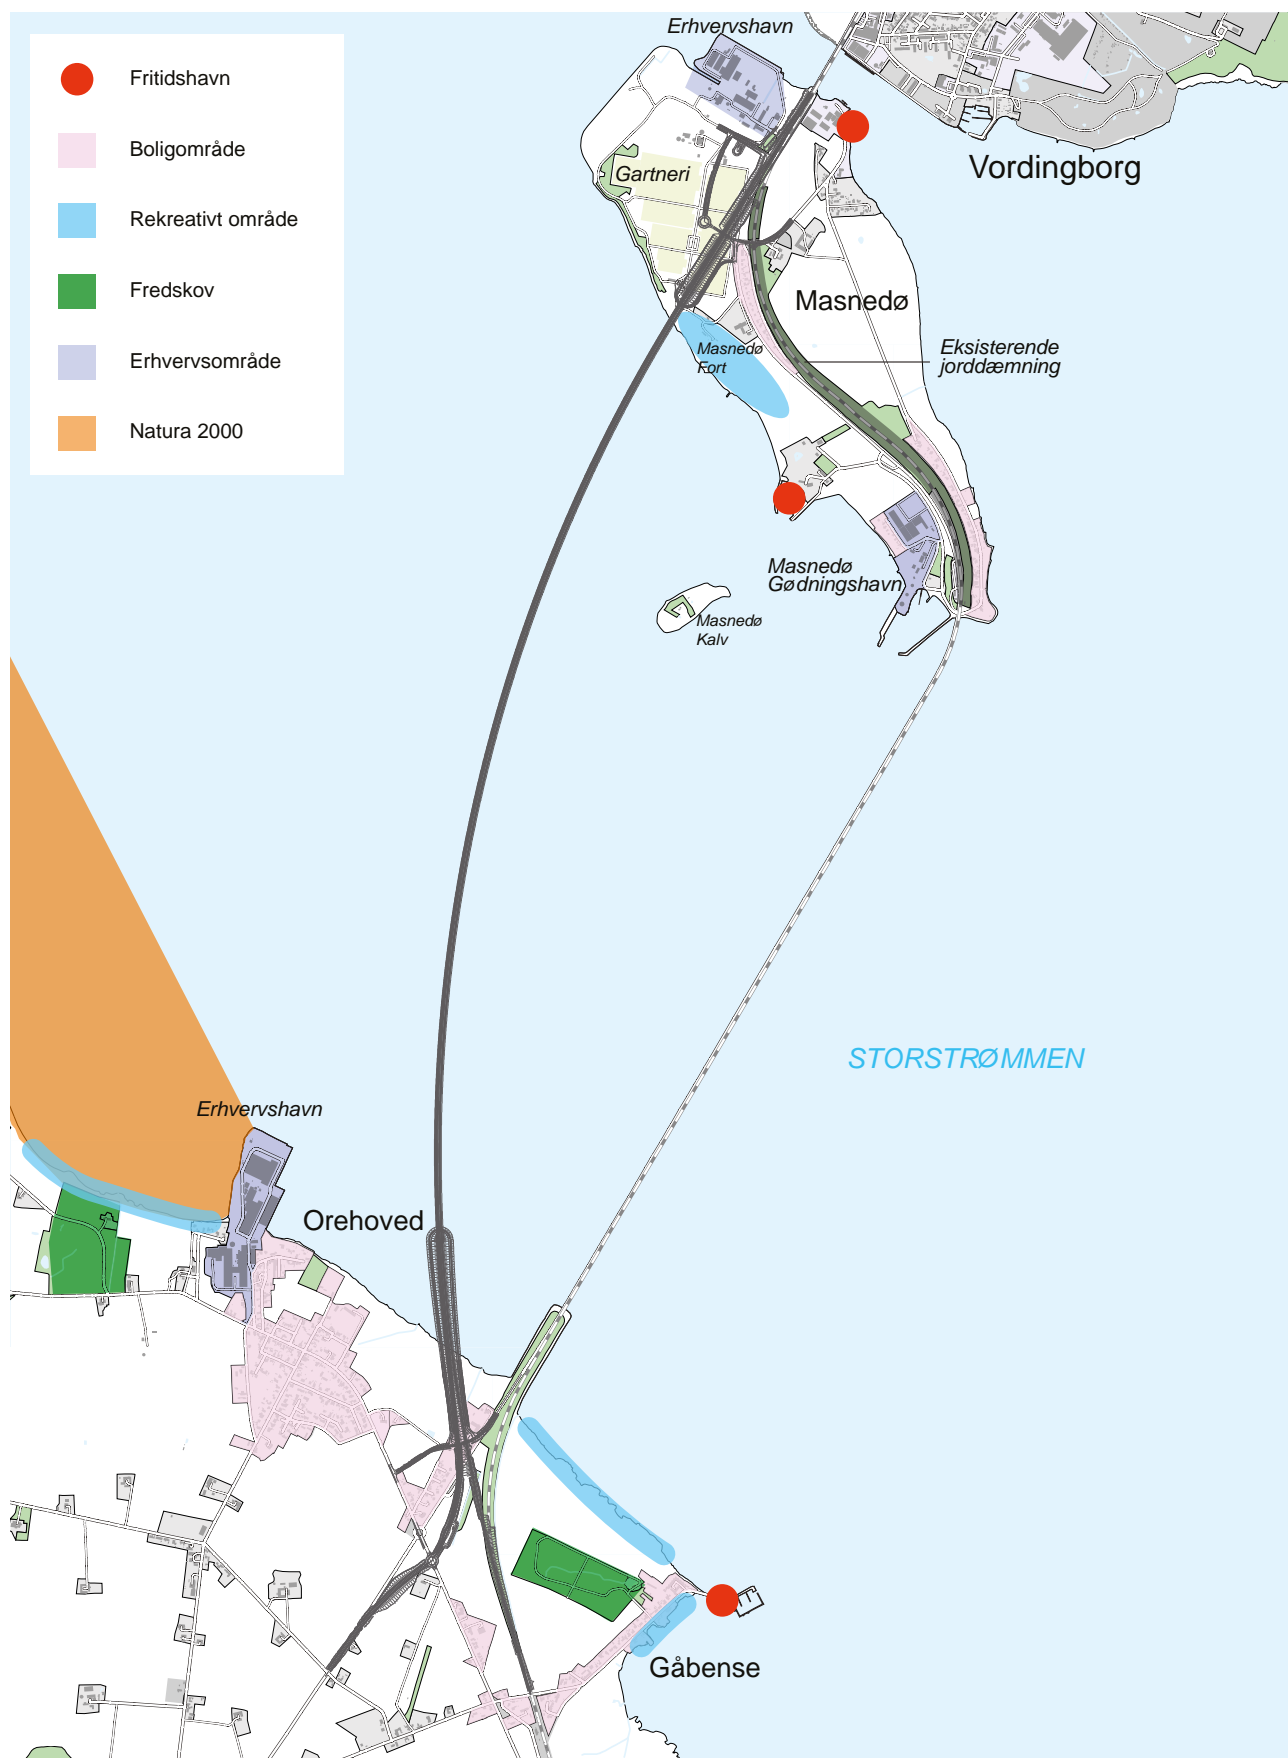 Erhvervshavn
Fritidshavn
Boligområde
Rekreativt område
Fredskov
Erhvervsområde
Natura 2000
Vordingborg
Gartneri
Masnedø
Masnedø
Fort
Eksisterende
jorddæmning
Masnedø
Gødningshavn
Masnedø
Kalv
STORSTRØMMEN
Erhvervshavn
Orehoved
Gåbense